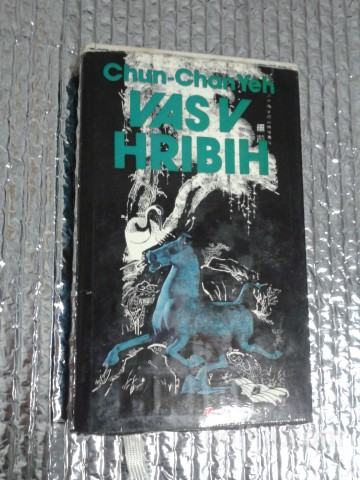 Chun-Chan Yeh
VAS V
HRIBIH